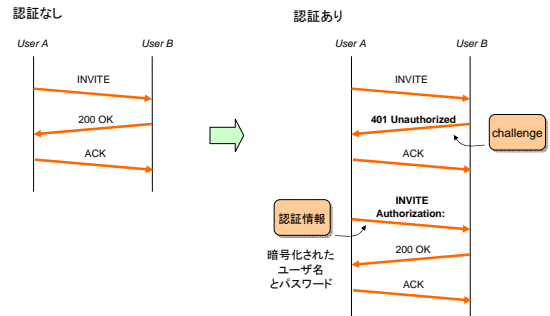 認証なし
User A
User B
INVITE
200 OK
ACK
認証あり
User A
User B
INVITE
401 Unauthorized
challenge
ACK
認証情報
INVITE
Authorization:
暗号化された
ユーザ名
とパスワード
200 OK
ACK